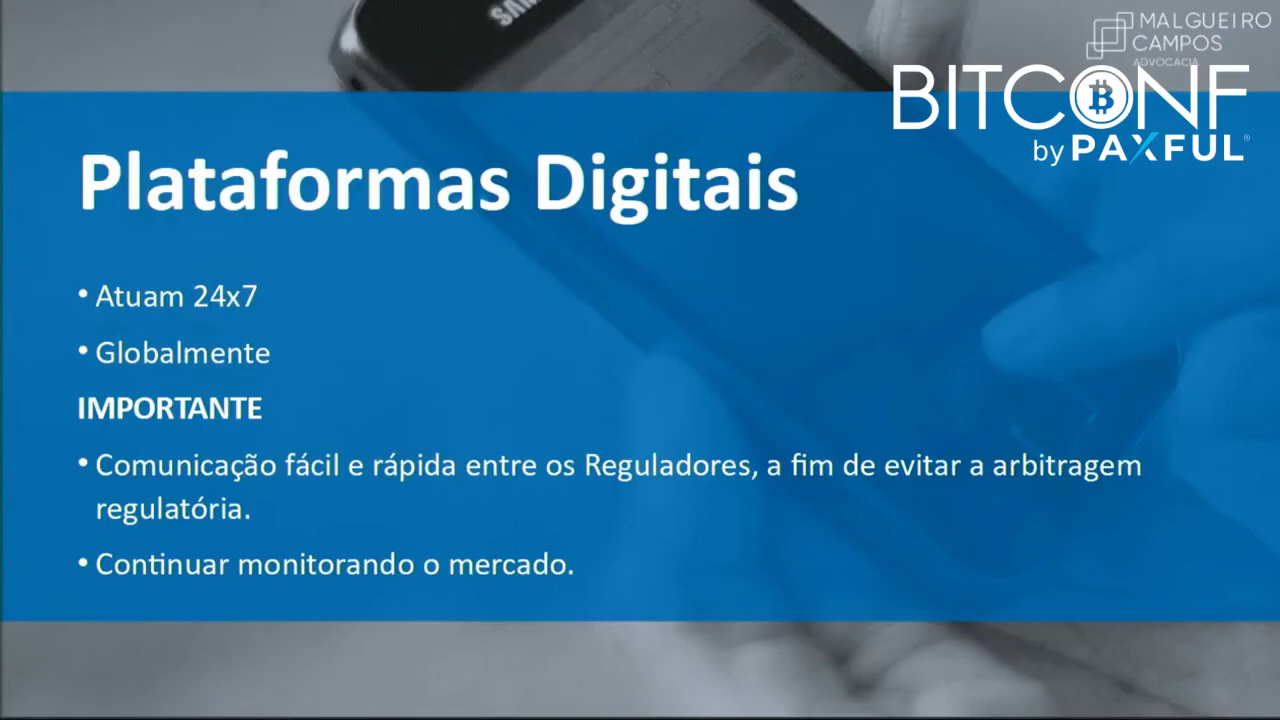 SAM
MALGUEIRO
CAMPOS
ADVOCACIA
BITCONF
by PAXFUL®
Plataformas Digitais
• Atuam 24x7
• Globalmente
IMPORTANTE
• Comunicação fácil e rápida entre os Reguladores, a fim de evitar a arbitragem
regulatória.
• Continuar monitorando o mercado.